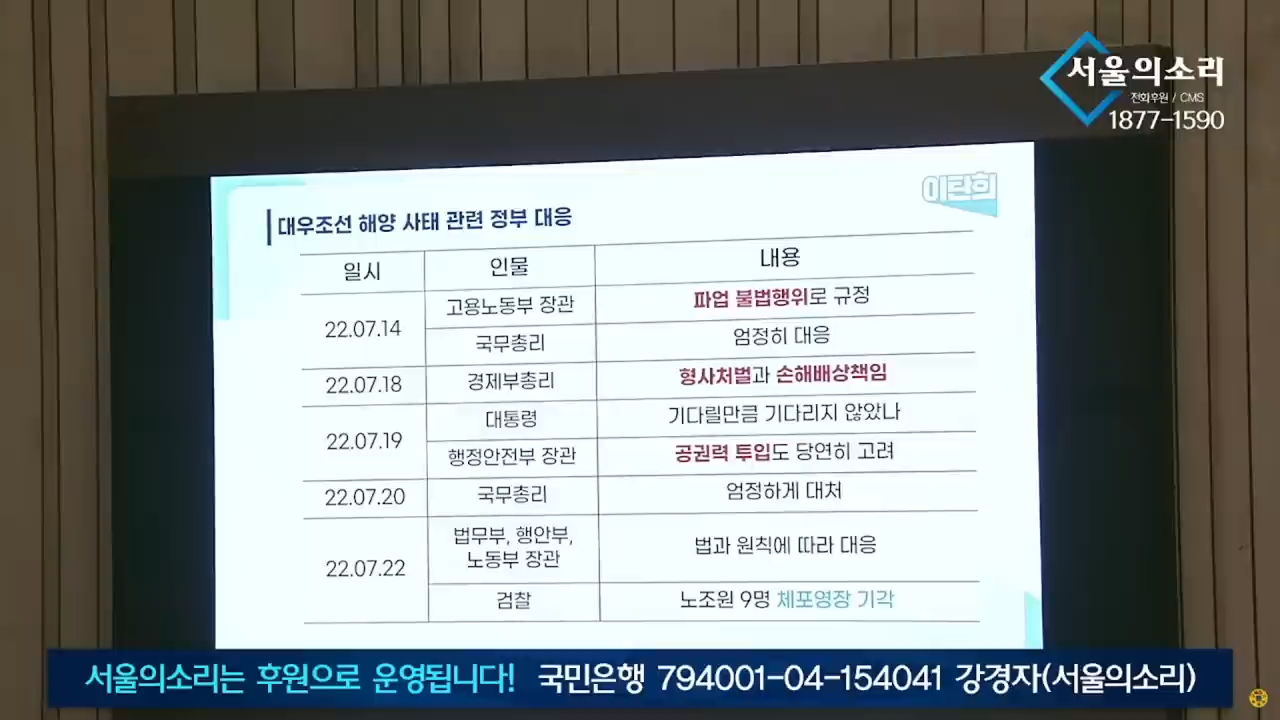 서울의소리
전화후원 / CMS
1877-1590
이탄희
대우조선 해양 사태 관련 정부 대응
일시 인물 내용
22.07.14 고용노동부 장관 파업 불법행위로 규정
국무총리 엄정히 대응
22.07.18 경제부총리 형사처벌과 손해배상책임
22.07.19 대통령 기다릴만큼 기다리지 않았나
행정안전부 장관 공권력 투입도 당연히 고려
22.07.20 국무총리 엄정하게 대처
22.07.22 법무부, 행안부,
노동부 장관 법과 원칙에 따라 대응
검찰 노조원 9명 체포영장 기각
서울의소리는 후원으로 운영됩니다! 국민은행 794001-04-154041 강경자(서울의소리)